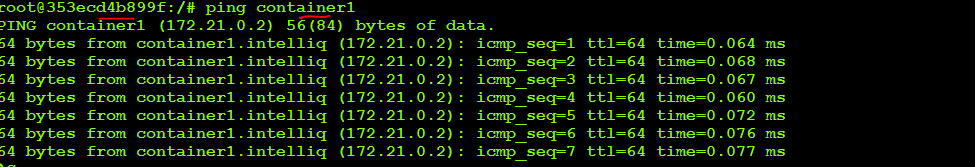 root@353ecd4b899f:/# ping container1
PING container1 (172.21.0.2) 56(84) bytes of data.
64 bytes from container1.intelliq (172.21.0.2): icmp_seq=1 ttl=64 time=0.064 ms
64 bytes from container1.intelliq (172.21.0.2): icmp_seq=2 ttl=64 time=0.068 ms
64 bytes from container1.intelliq (172.21.0.2): icmp_seq=3 ttl=64 time=0.067 ms
64 bytes from container1.intelliq (172.21.0.2): icmp_seq=4 ttl=64 time=0.060 ms
64 bytes from container1.intelliq (172.21.0.2): icmp_seq=5 ttl=64 time=0.072 ms
64 bytes from container1.intelliq (172.21.0.2): icmp_seq=6 ttl=64 time=0.076 ms
64 bytes from container1.intelliq (172.21.0.2): icmp_seq=7 ttl=64 time=0.077 ms